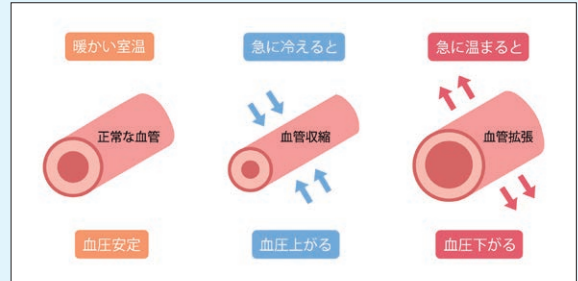 暖かい室温
急に冷えると
急に温まると
正常な血管
血管収縮
血管拡張
血圧安定
血圧上がる
血圧下がる